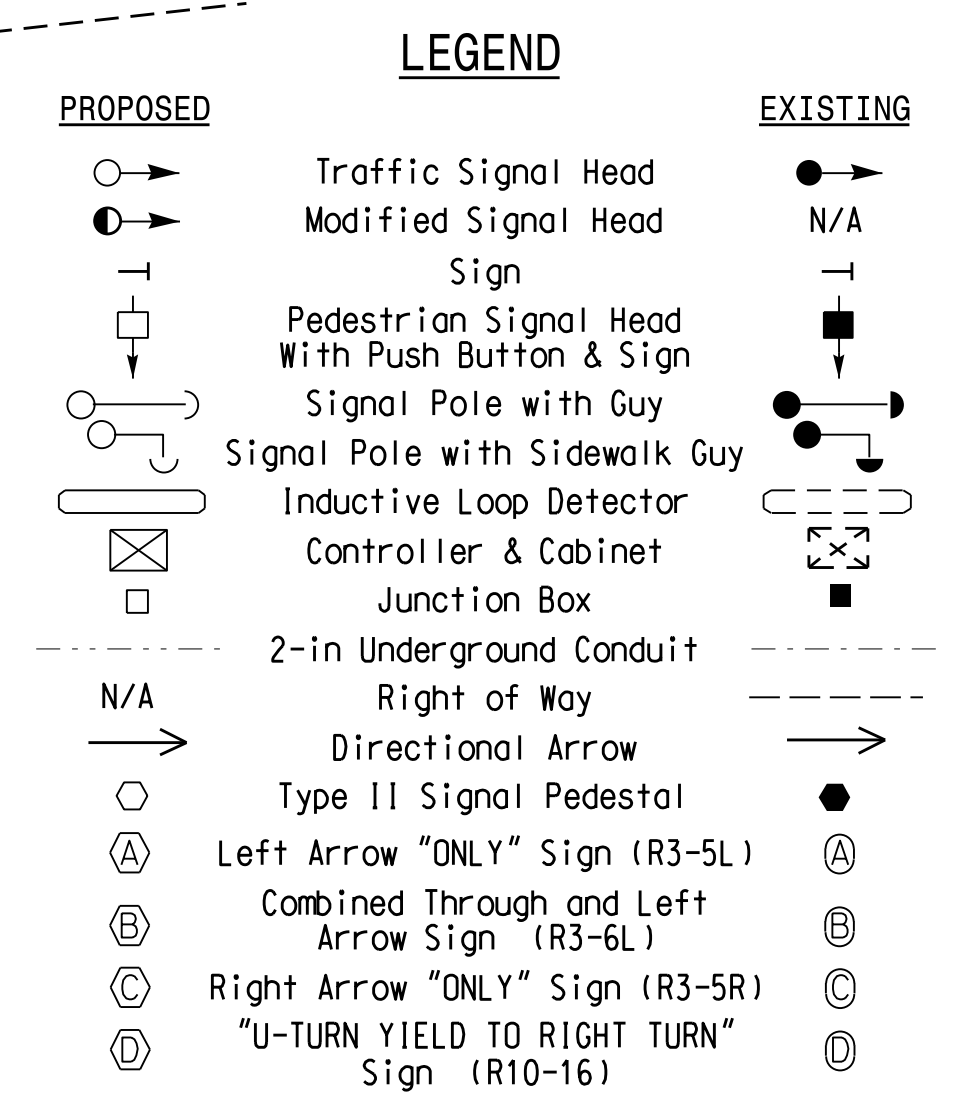 LEGEND
PROPOSED EXISTING
Traffic Signal Head
Modified Signal Head N/A
Sign
Pedestrian Signal Head
With Push Button & Sign
Signal Pole with Guy
Signal Pole with Sidewalk Guy
Inductive Loop Detector
Controller & Cabinet
Junction Box
2-in Underground Conduit
N/A Right of Way
Directional Arrow
Type II Signal Pedestal
A Left Arrow "ONLY" Sign (R3-5L) A
Combined Through and Left
B Arrow Sign (R3-6L) B
C Right Arrow "ONLY" Sign (R3-5R) C
D "U-TURN YIELD TO RIGHT TURN" D
Sign (R10-16)